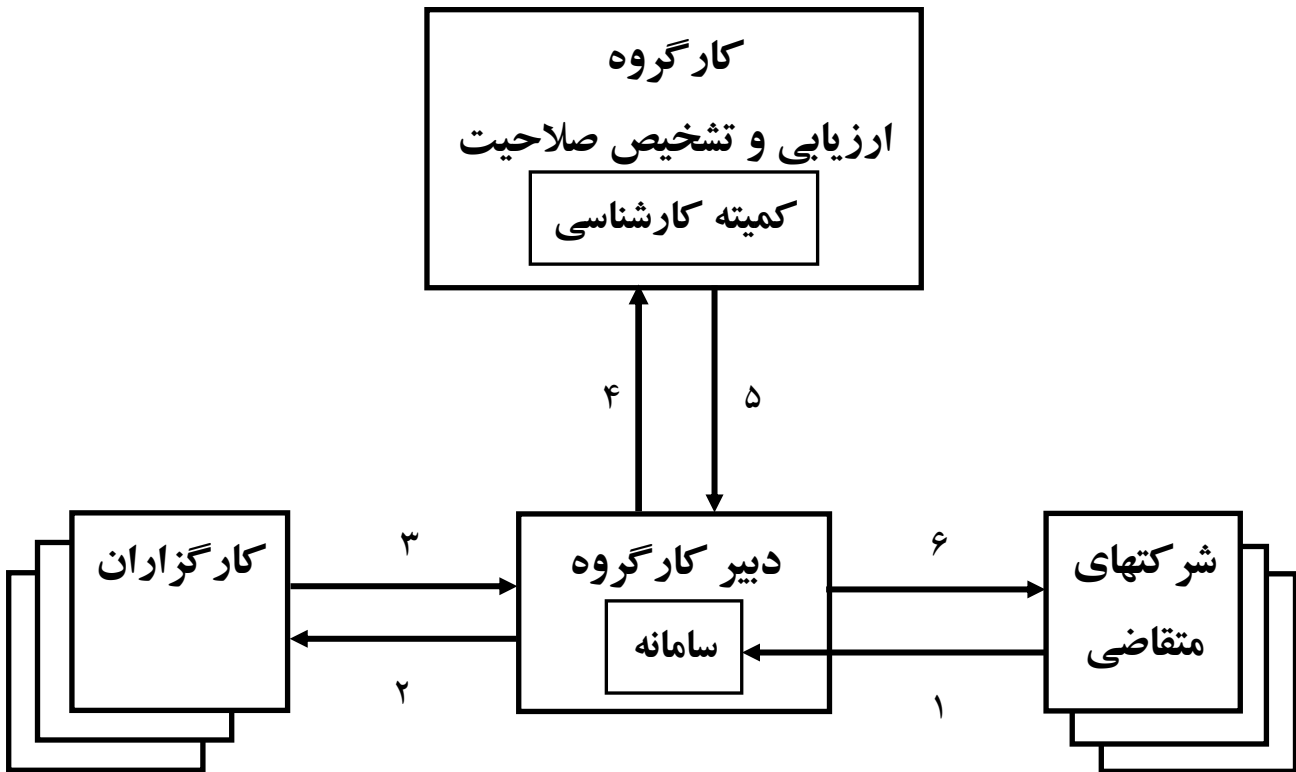 کارگروه
ارزیابی و تشخیص صلاحیت
کمیته کارشناسی
۴
۵
شرکتهای
متقاضی
۶
۱
دبیر کارگروه
سامانه
۳
۲
کارگزاران